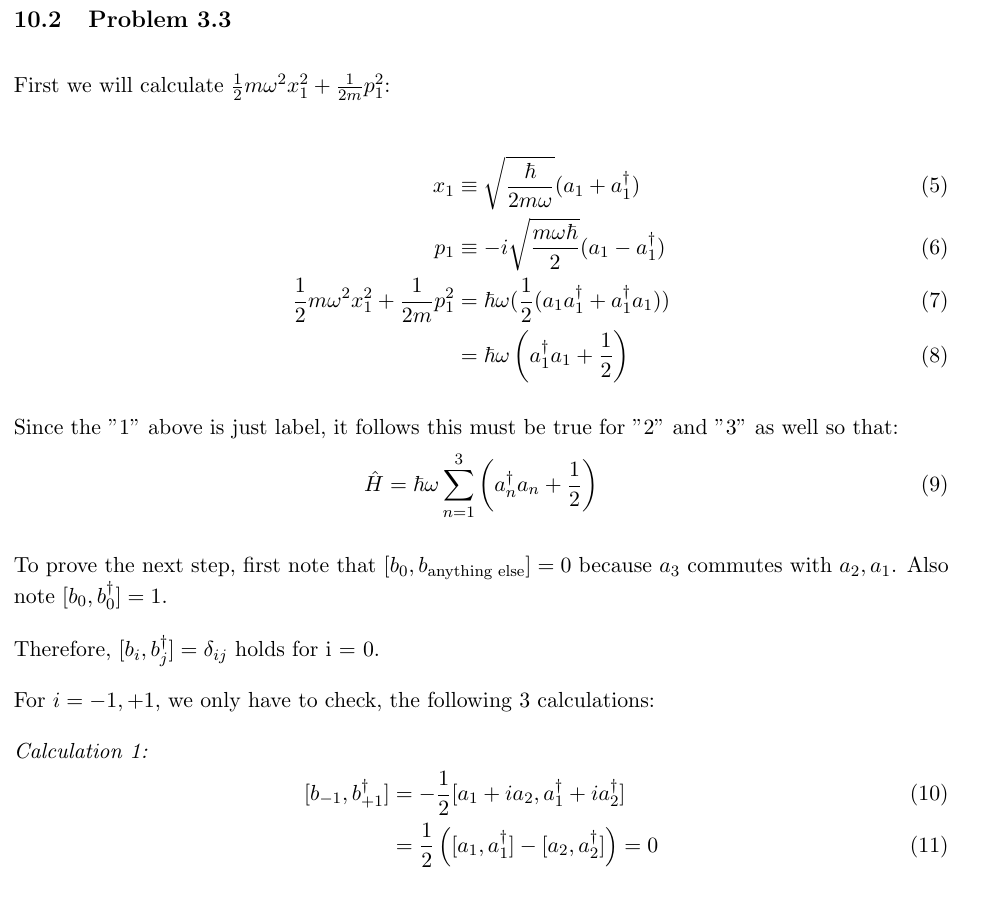 10.2 Problem 3.3
First we will calculate $\frac{1}{2}m\omega^2 x_1^2 + \frac{1}{2m}p_1^2$:
$x_1 \equiv \sqrt{\frac{\hbar}{2m\omega}}(a_1 + a_1^\dagger)$ (5)
$p_1 \equiv -i\sqrt{\frac{m\omega\hbar}{2}}(a_1 - a_1^\dagger)$ (6)
$\frac{1}{2}m\omega^2 x_1^2 + \frac{1}{2m}p_1^2 = \hbar\omega(\frac{1}{2}(a_1 a_1^\dagger + a_1^\dagger a_1))$ (7)
$= \hbar\omega\left(a_1^\dagger a_1 + \frac{1}{2}\right)$ (8)
Since the ”1” above is just label, it follows this must be true for ”2” and ”3” as well so that:
$\hat{H} = \hbar\omega \sum_{n=1}^{3}\left(a_n^\dagger a_n + \frac{1}{2}\right)$ (9)
To prove the next step, first note that $[b_0, b_{\text{anything else}}] = 0$ because $a_3$ commutes with $a_2, a_1$. Also
note $[b_0, b_0^\dagger] = 1$.
Therefore, $[b_i, b_j^\dagger] = \delta_{ij}$ holds for i = 0.
For $i = -1, +1$, we only have to check, the following 3 calculations:
Calculation 1:
$[b_{-1}, b_{+1}^\dagger] = -\frac{1}{2}[a_1 + ia_2, a_1^\dagger + ia_2^\dagger]$ (10)
$= \frac{1}{2}\left([a_1, a_1^\dagger] - [a_2, a_2^\dagger]\right) = 0$ (11)